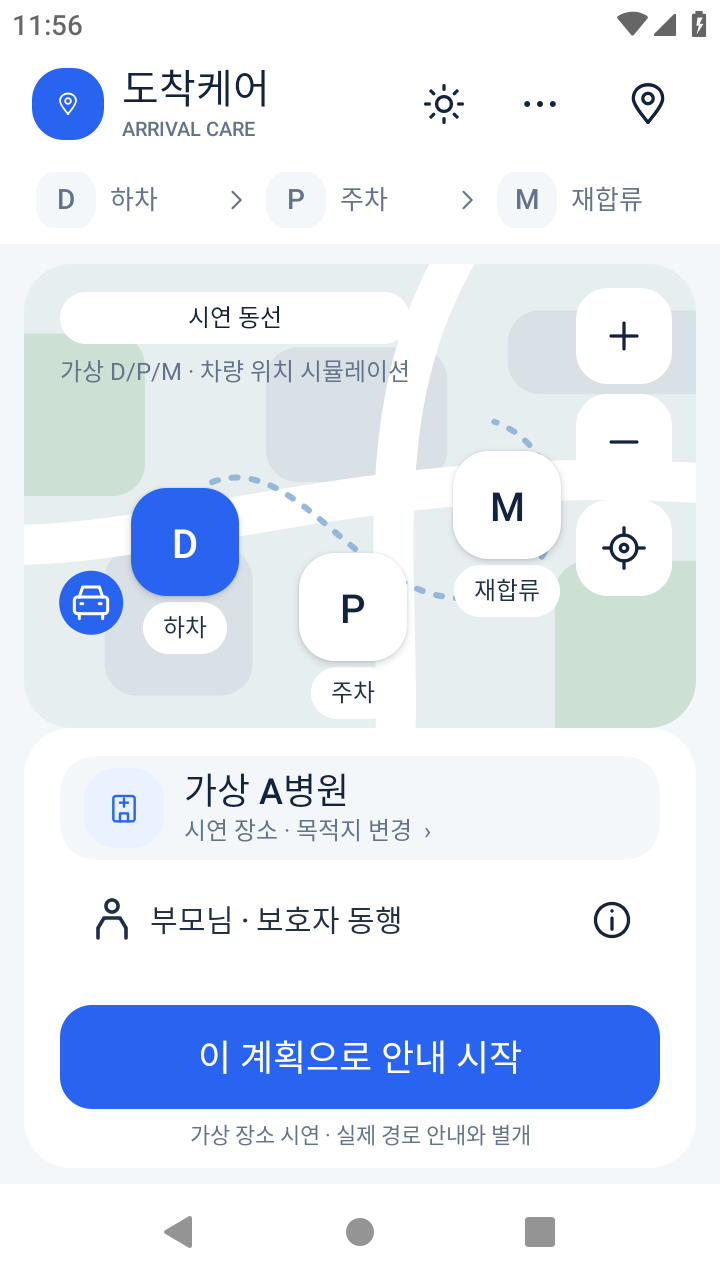 11:56
도착케어
ARRIVAL CARE
D 하차 > P 주차 > M 재합류
시연 동선
가상 D/P/M · 차량 위치 시뮬레이션
M
재합류
D
하차
P
주차
가상 A병원
시연 장소 · 목적지 변경 ›
부모님 · 보호자 동행
이 계획으로 안내 시작
가상 장소 시연 · 실제 경로 안내와 별개